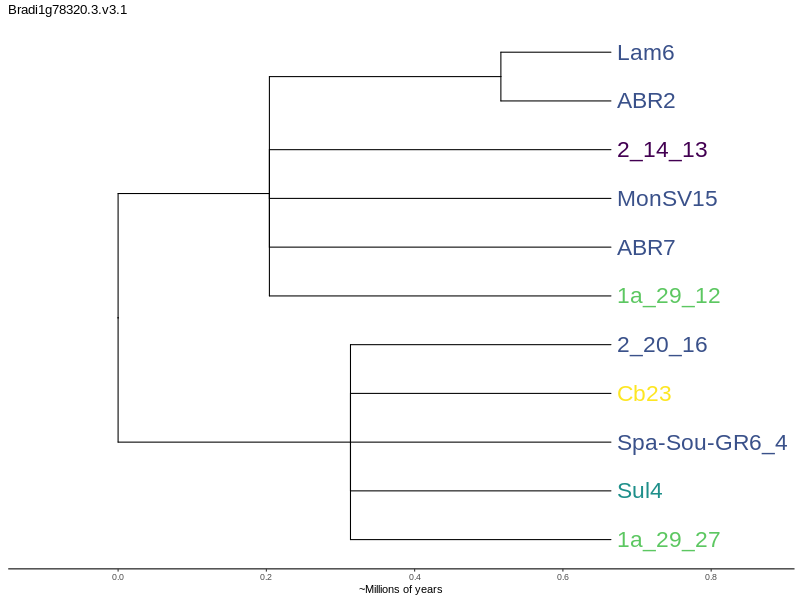 Bradi1g78320.3.v3.1
Lam6
ABR2
2_14_13
MonSV15
ABR7
1a_29_12
2_20_16
Cb23
Spa-Sou-GR6_4
Sul4
1a_29_27
0.0 0.2 0.4 0.6 0.8
~Millions of years